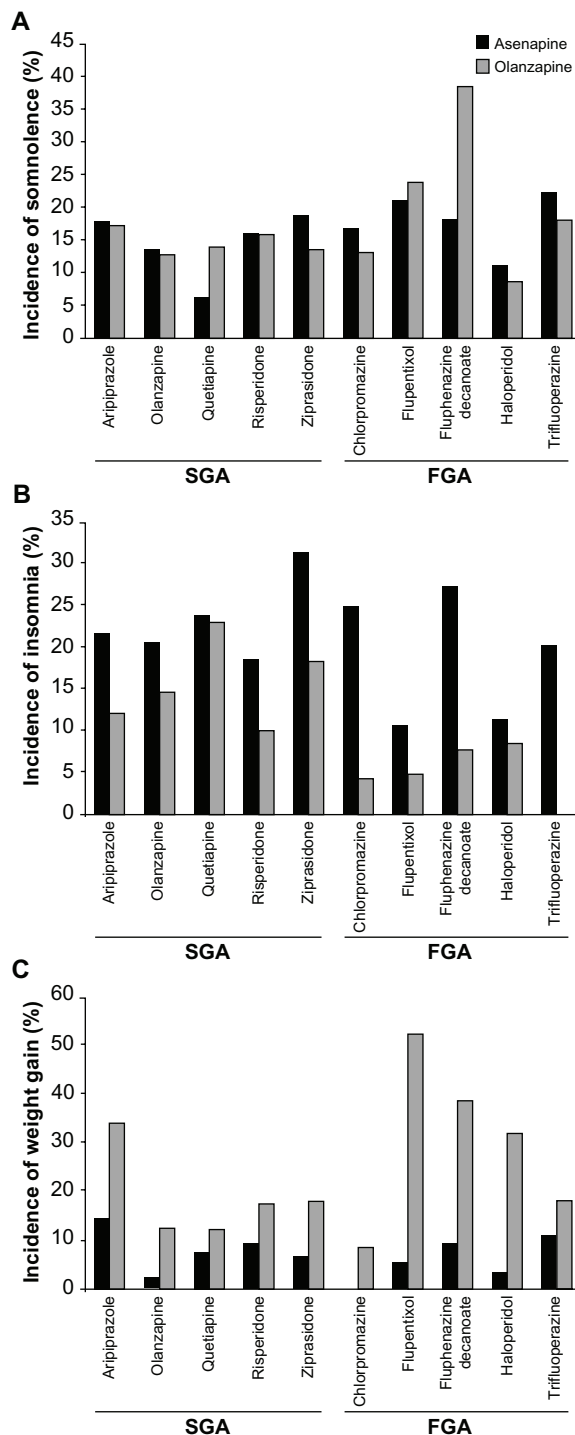 A
Incidence of somnolence (%)
45
40
35
30
25
20
15
10
5
0
Asenapine
Olanzapine
Aripiprazole
Olanzapine
Quetiapine
Risperidone
Ziprasidone
Chlorpromazine
Flupentixol
Fluphenazine
decanoate
Haloperidol
Trifluoperazine
SGA
FGA
B
Incidence of insomnia (%)
35
30
25
20
15
10
5
0
Aripiprazole
Olanzapine
Quetiapine
Risperidone
Ziprasidone
Chlorpromazine
Flupentixol
Fluphenazine
decanoate
Haloperidol
Trifluoperazine
SGA
FGA
C
Incidence of weight gain (%)
60
50
40
30
20
10
0
Aripiprazole
Olanzapine
Quetiapine
Risperidone
Ziprasidone
Chlorpromazine
Flupentixol
Fluphenazine
decanoate
Haloperidol
Trifluoperazine
SGA
FGA